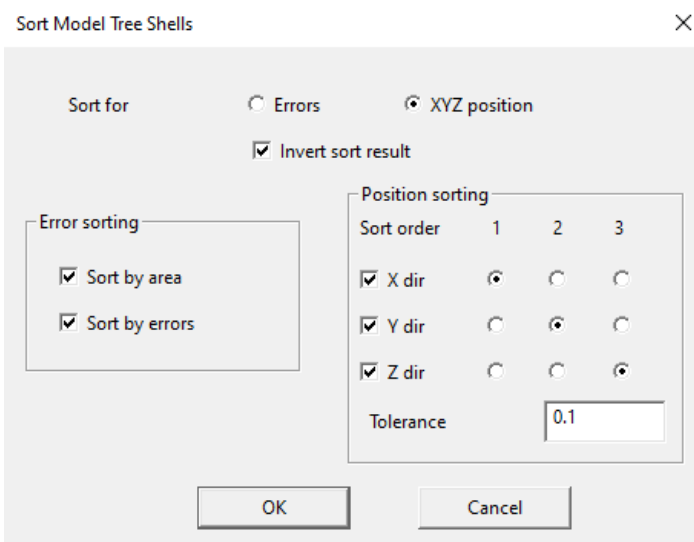 Sort Model Tree Shells
Sort for Errors XYZ position
Invert sort result
Error sorting
Sort by area
Sort by errors
Position sorting
Sort order 1 2 3
X dir
Y dir
Z dir
Tolerance 0.1
OK Cancel